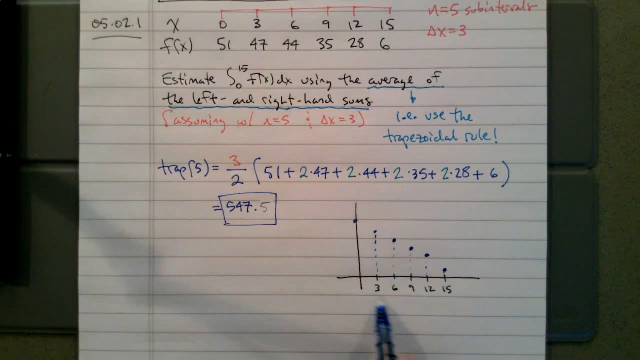 05.02.1
x 0 3 6 9 12 15
f(x) 51 47 44 35 28 6
n=5 subintervals
Δx=3
Estimate ∫₀¹⁵ f(x)dx using the average of
the left- and right-hand sums
(assuming w/ n=5 & Δx=3)
i.e. use the
trapezoidal rule!
trap(5) = 3/2 (51+2·47+2·44+2·35+2·28+6)
= 547.5
3 6 9 12 15